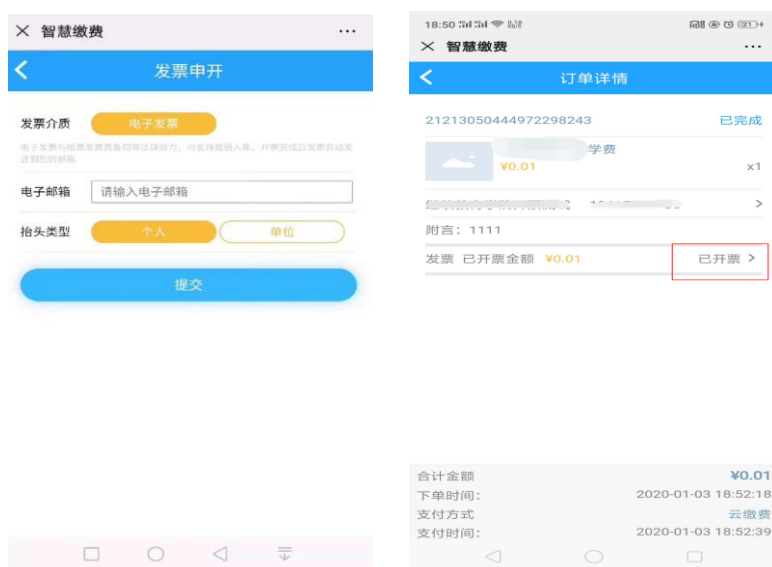 智慧缴费
发票申开
发票介质 电子发票
电子发票与纸质发票具备同等法律效力，可支持报销入账。开票完成后发票自动发
送到您的邮箱
电子邮箱 请输入电子邮箱
抬头类型 个人 单位
提交
18:50
智慧缴费
订单详情
21213050444972298243 已完成
学费
¥0.01 x1
附言：1111
发票 已开票金额 ¥0.01 已开票 >
合计金额 ¥0.01
下单时间： 2020-01-03 18:52:18
支付方式 云缴费
支付时间： 2020-01-03 18:52:39